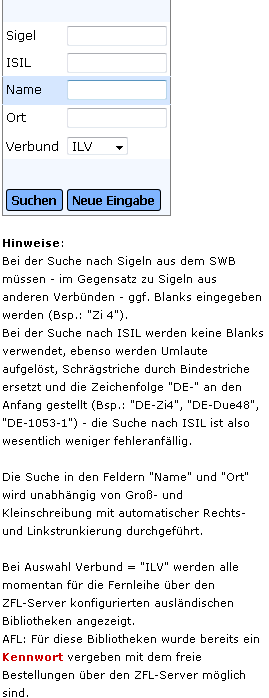 Sigel
ISIL
Name
Ort
Verbund ILV
Suchen Neue Eingabe
Hinweise:
Bei der Suche nach Sigeln aus dem SWB
müssen - im Gegensatz zu Sigeln aus
anderen Verbünden - ggf. Blanks eingegeben
werden (Bsp.: "Zi 4").
Bei der Suche nach ISIL werden keine Blanks
verwendet, ebenso werden Umlaute
aufgelöst, Schrägstriche durch Bindestriche
ersetzt und die Zeichenfolge "DE-" an den
Anfang gestellt (Bsp.: "DE-Zi4", "DE-Due48",
"DE-1053-1") - die Suche nach ISIL ist also
wesentlich weniger fehleranfällig.
Die Suche in den Feldern "Name" und "Ort"
wird unabhängig von Groß- und
Kleinschreibung mit automatischer Rechts-
und Linkstrunkierung durchgeführt.
Bei Auswahl Verbund = "ILV" werden alle
momentan für die Fernleihe über den
ZFL-Server konfigurierten ausländischen
Bibliotheken angezeigt.
AFL: Für diese Bibliotheken wurde bereits ein
Kennwort vergeben mit dem freie
Bestellungen über den ZFL-Server möglich
sind.